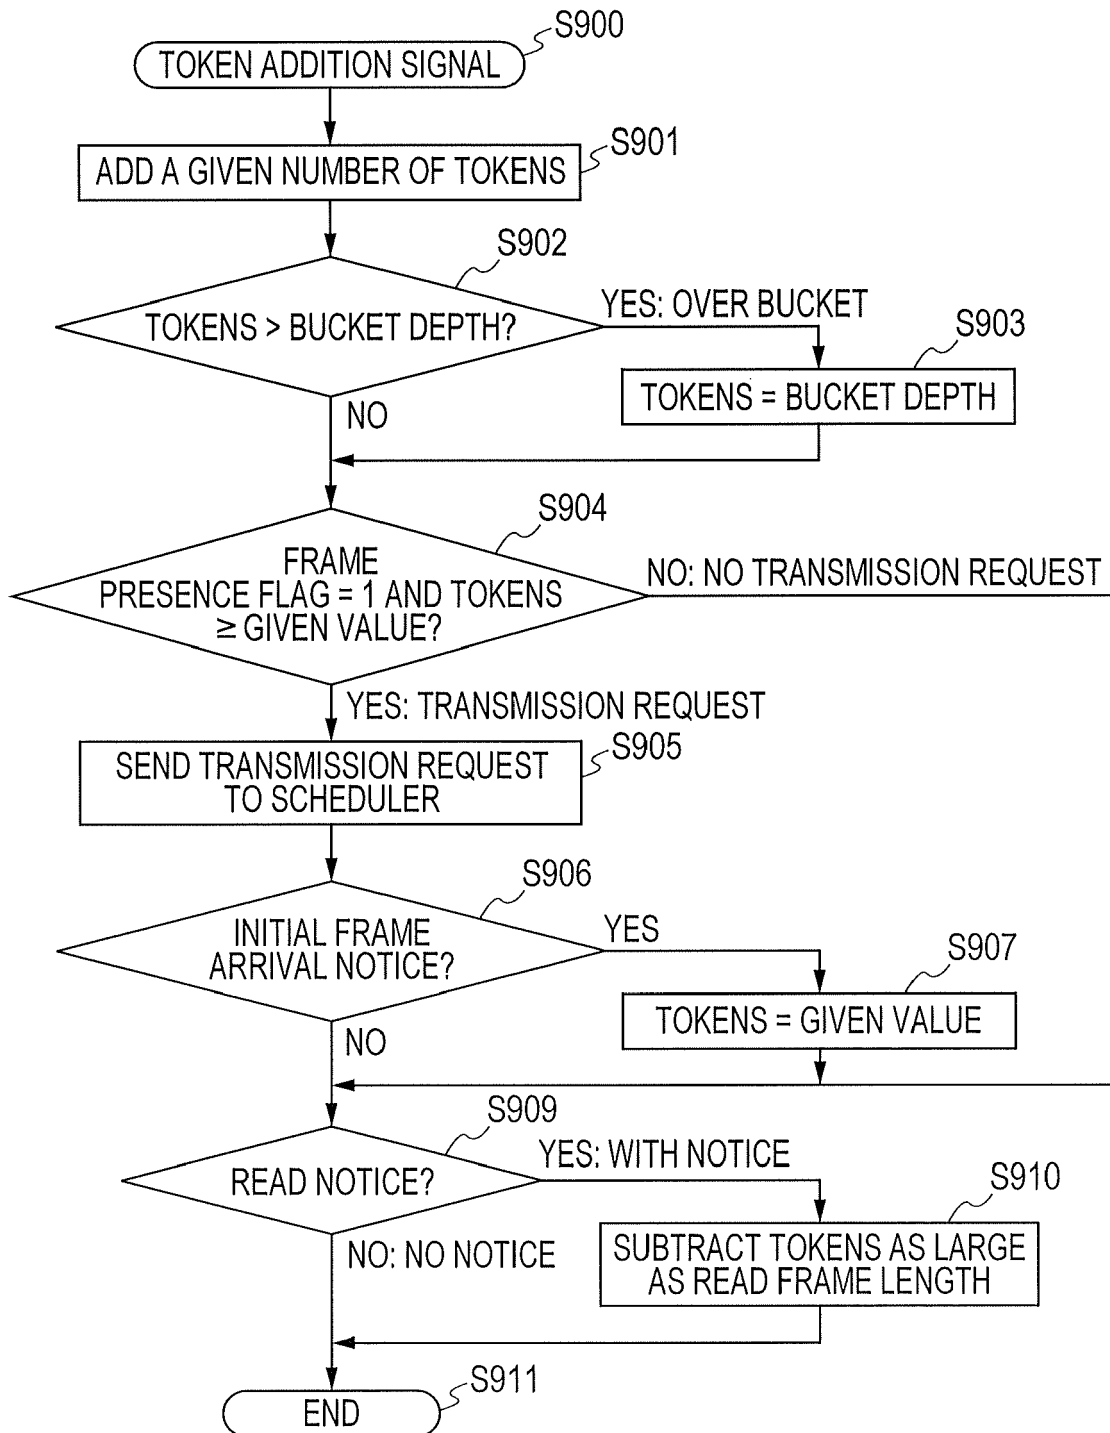 S900
TOKEN ADDITION SIGNAL
S901
ADD A GIVEN NUMBER OF TOKENS
S902
TOKENS > BUCKET DEPTH?
YES: OVER BUCKET
S903
TOKENS = BUCKET DEPTH
NO
S904
FRAME
PRESENCE FLAG = 1 AND TOKENS
≥ GIVEN VALUE?
NO: NO TRANSMISSION REQUEST
YES: TRANSMISSION REQUEST
S905
SEND TRANSMISSION REQUEST
TO SCHEDULER
S906
INITIAL FRAME
ARRIVAL NOTICE?
YES
S907
TOKENS = GIVEN VALUE
NO
S909
READ NOTICE?
YES: WITH NOTICE
S910
SUBTRACT TOKENS AS LARGE
AS READ FRAME LENGTH
NO: NO NOTICE
S911
END